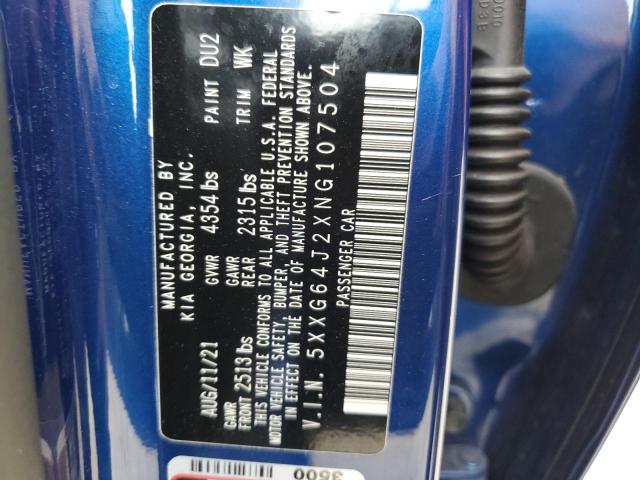 MANUFACTURED BY
KIA GEORGIA, INC.
AUG/11/21 GVWR 4354 lbs PAINT DU2
GAWR FRONT 2513 lbs GAWR REAR 2315 lbs TRIM WK
THIS VEHICLE CONFORMS TO ALL APPLICABLE U.S.A. FEDERAL
MOTOR VEHICLE SAFETY, BUMPER, AND THEFT PREVENTION STANDARDS
IN EFFECT ON THE DATE OF MANUFACTURE SHOWN ABOVE.
V.I.N. 5XXG64J2XNG107504
PASSENGER CAR
3500